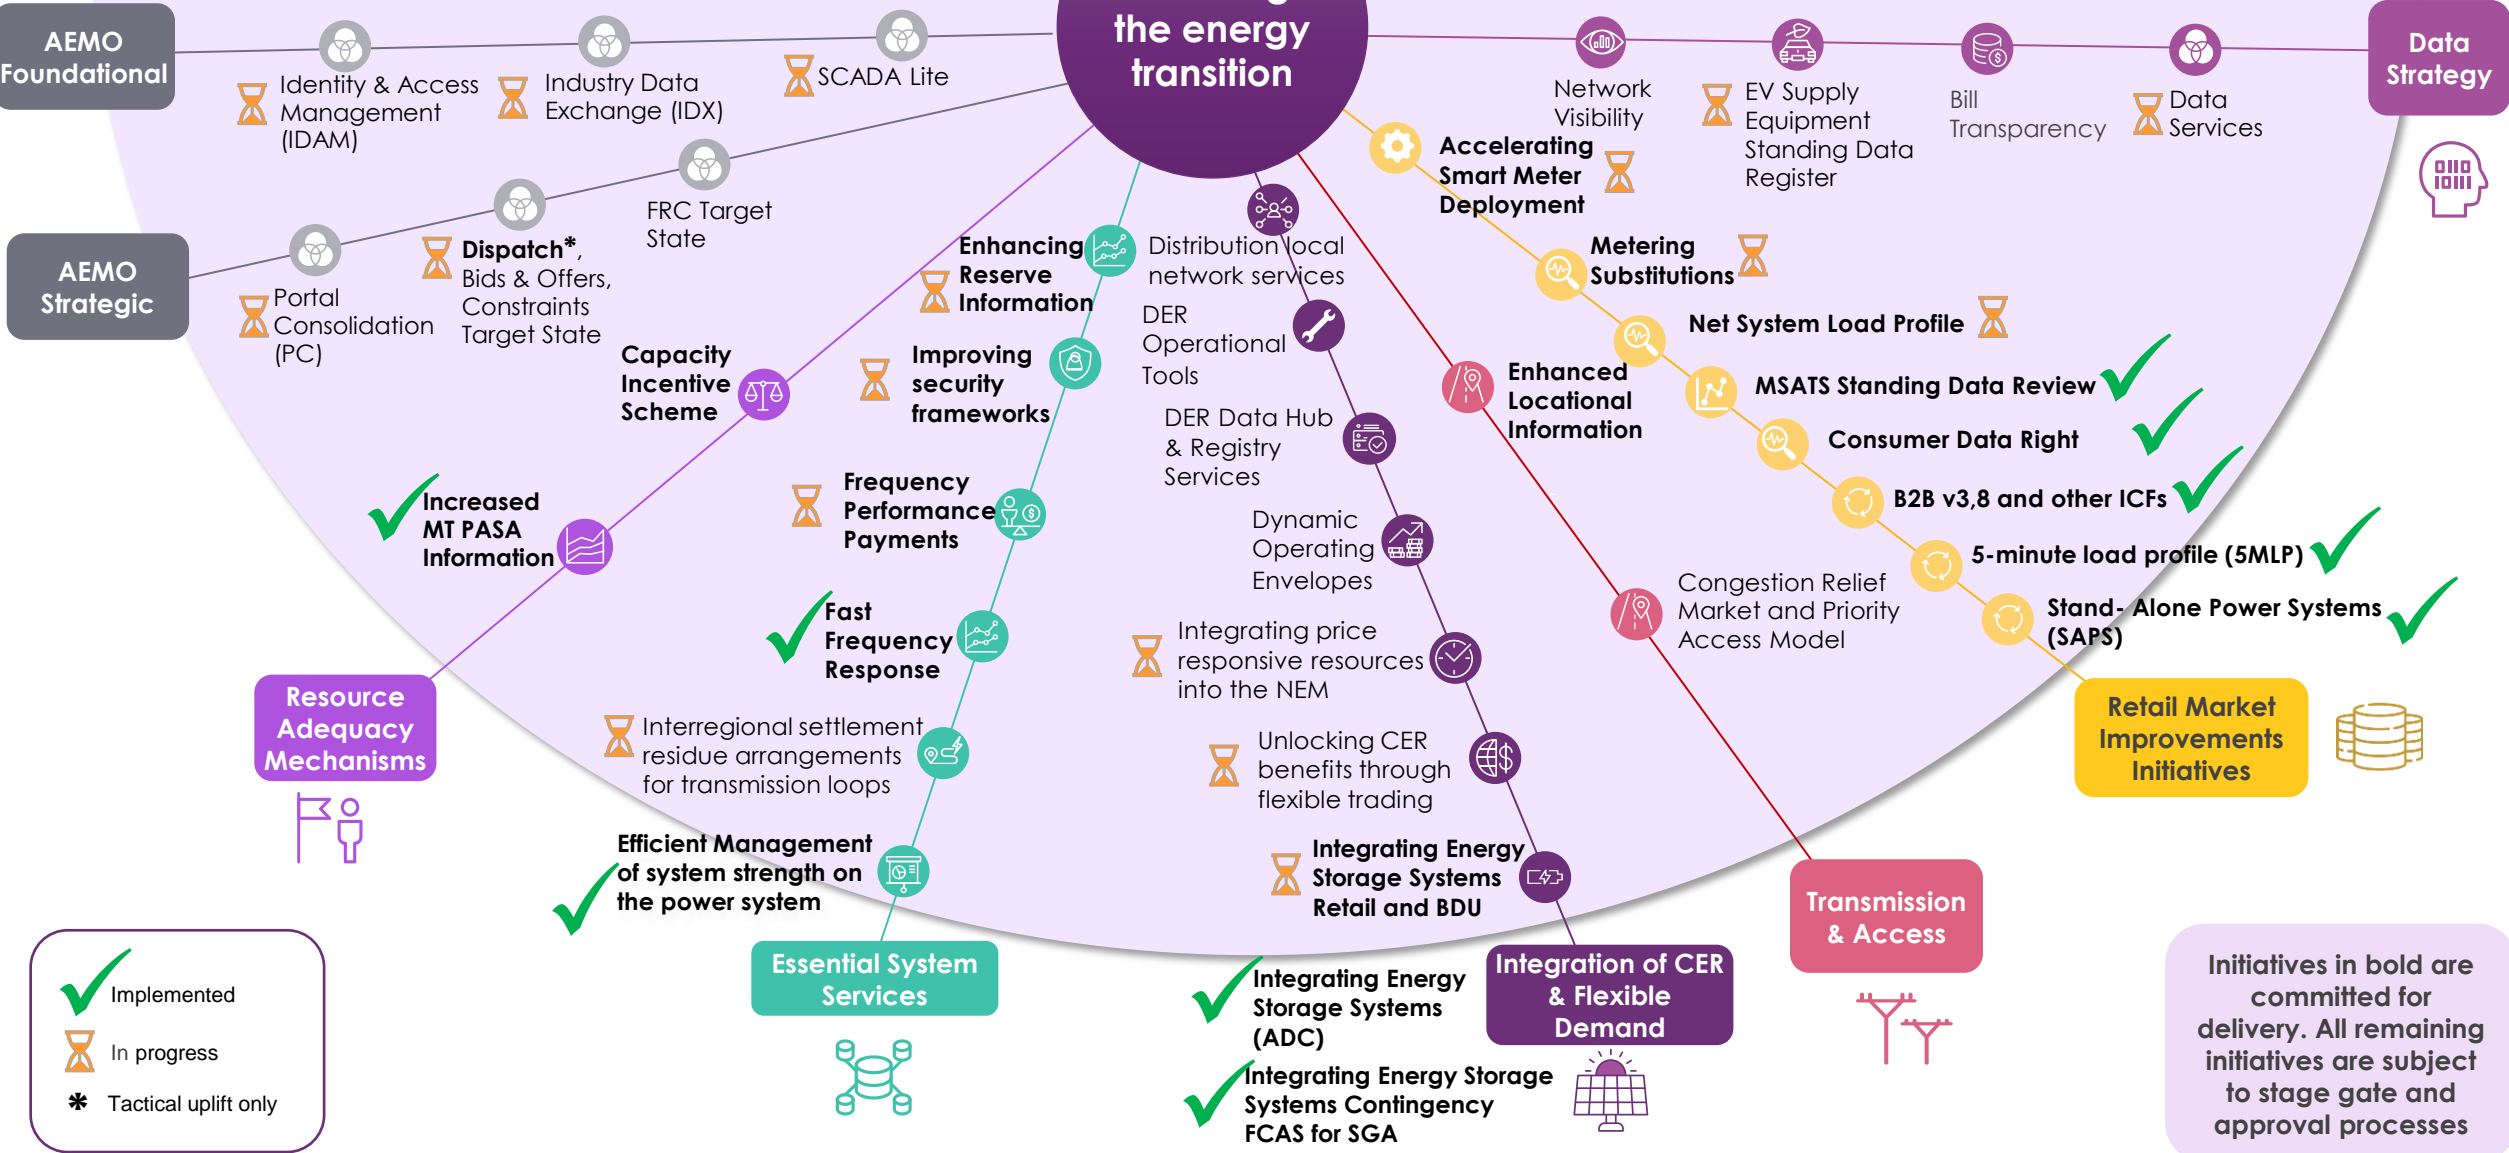 the energy
transition
AEMO
Foundational
Identity & Access
Management
(IDAM)
Industry Data
Exchange (IDX)
SCADA Lite
Network
Visibility
EV Supply
Equipment
Standing Data
Register
Bill
Transparency
Data
Services
Data
Strategy
AEMO
Strategic
Portal
Consolidation
(PC)
Dispatch*,
Bids & Offers,
Constraints
Target State
FRC Target
State
Capacity
Incentive
Scheme
Increased
MT PASA
Information
Resource
Adequacy
Mechanisms
Enhancing
Reserve
Information
Improving
security
frameworks
Frequency
Performance
Payments
Fast
Frequency
Response
Interregional settlement
residue arrangements
for transmission loops
Efficient Management
of system strength on
the power system
Essential System
Services
Distribution local
network services
DER
Operational
Tools
DER Data Hub
& Registry
Services
Dynamic
Operating
Envelopes
Integrating price
responsive resources
into the NEM
Unlocking CER
benefits through
flexible trading
Integrating Energy
Storage Systems
Retail and BDU
Integrating Energy
Storage Systems
(ADC)
Integrating Energy Storage
Systems Contingency
FCAS for SGA
Integration of CER
& Flexible
Demand
Enhanced
Locational
Information
Congestion Relief
Market and Priority
Access Model
Transmission
& Access
Accelerating
Smart Meter
Deployment
Metering
Substitutions
Net System Load Profile
MSATS Standing Data Review
Consumer Data Right
B2B v3,8 and other ICFs
5-minute load profile (5MLP)
Stand- Alone Power Systems
(SAPS)
Retail Market
Improvements
Initiatives
Implemented
In progress
* Tactical uplift only
Initiatives in bold are
committed for
delivery. All remaining
initiatives are subject
to stage gate and
approval processes